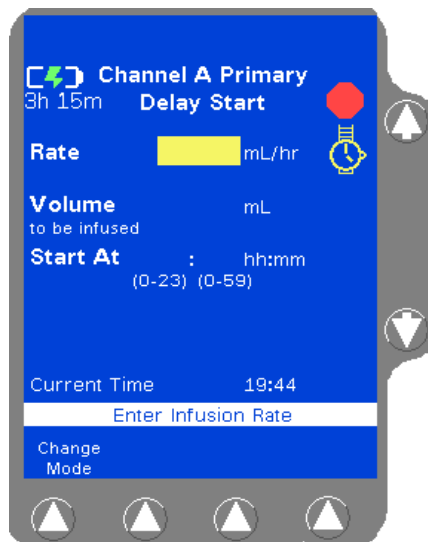 Channel A Primary
3h 15m Delay Start
Rate mL/hr
Volume mL
to be infused
Start At : hh:mm
(0-23) (0-59)
Current Time 19:44
Enter Infusion Rate
Change
Mode